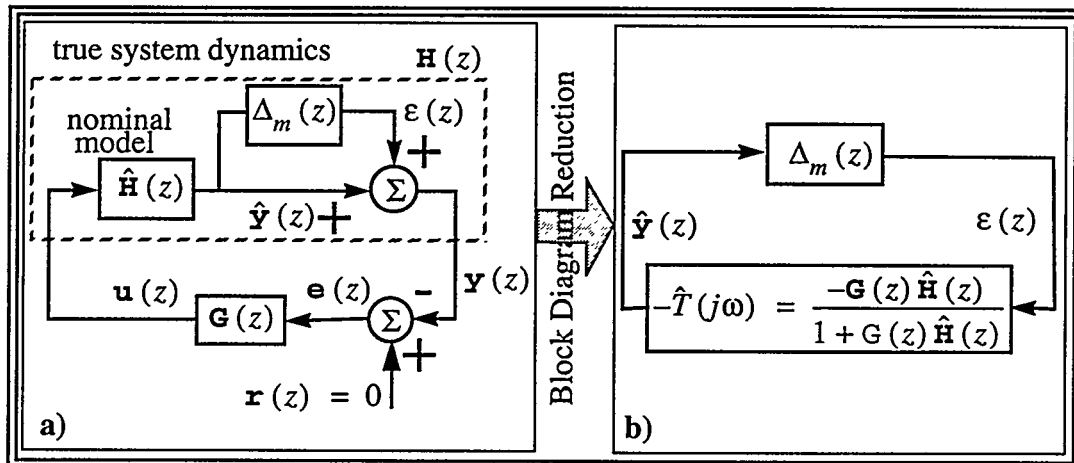 true system dynamics
H(z)
Δₘ(z)
ε(z)
nominal
model
+
Ĥ(z)
Σ
ŷ(z)
+
y(z)
u(z)
e(z)
-
G(z)
Σ
+
r(z) = 0
a)
Block Diagram Reduction
Δₘ(z)
ŷ(z)
ε(z)
-T̂(jω) = -G(z)Ĥ(z) / 1+G(z)Ĥ(z)
b)